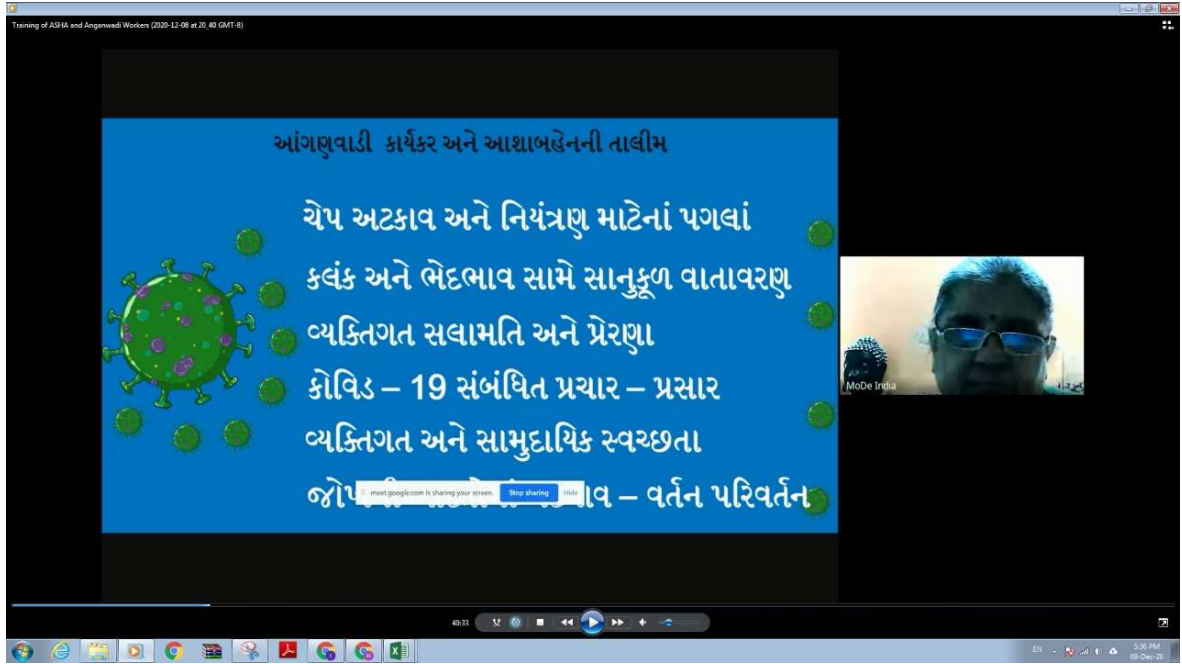 Training of ASHA and Anganwadi Workers (2020-12-08 at 20_40 GMT-8)
આંગણવાડી કાર્યકર અને આશાબહેનની તાલીમ
ચેપ અટકાવ અને નિયંત્રણ માટેનાં પગલાં
કલંક અને ભેદભાવ સામે સાનુકૂળ વાતાવરણ
વ્યક્તિગત સલામતિ અને પ્રેરણા
કોવિડ – 19 સંબંધિત પ્રચાર – પ્રસાર
વ્યક્તિગત અને સામુદાયિક સ્વચ્છતા
– વર્તન પરિવર્તન
meet.google.com is sharing your screen. Stop sharing Hide
MoDe India
40:33
EN
5:36 PM
09-Dec-20